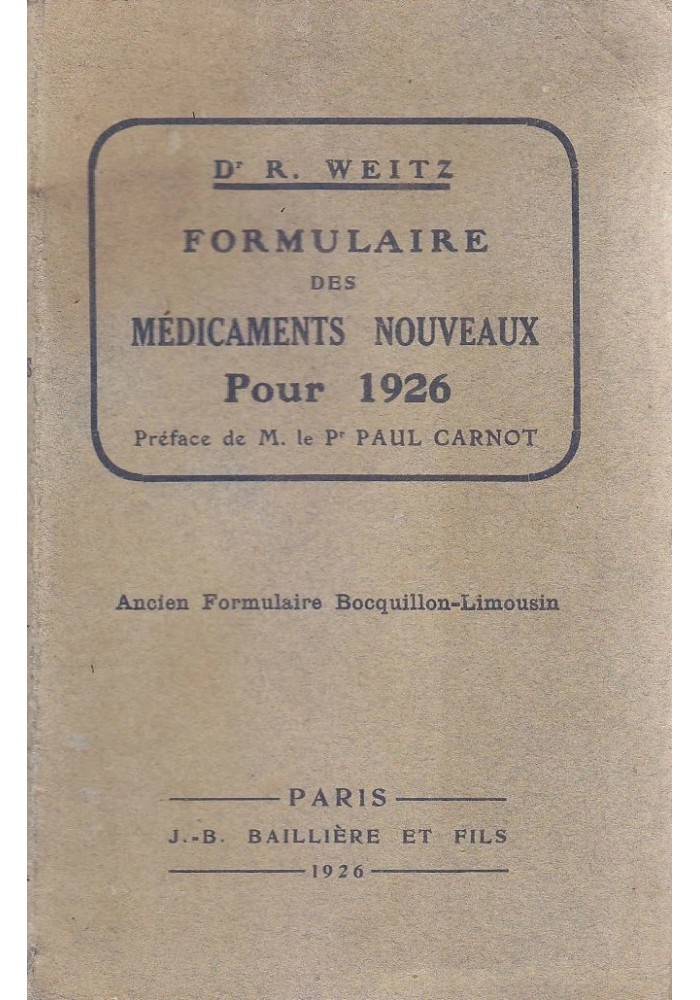 Dr R. WEITZ
FORMULAIRE
DES
MÉDICAMENTS NOUVEAUX
Pour 1926
Préface de M. le Pr PAUL CARNOT
Ancien Formulaire Bocquillon-Limousin
PARIS
J.-B. BAILLIÈRE ET FILS
1926